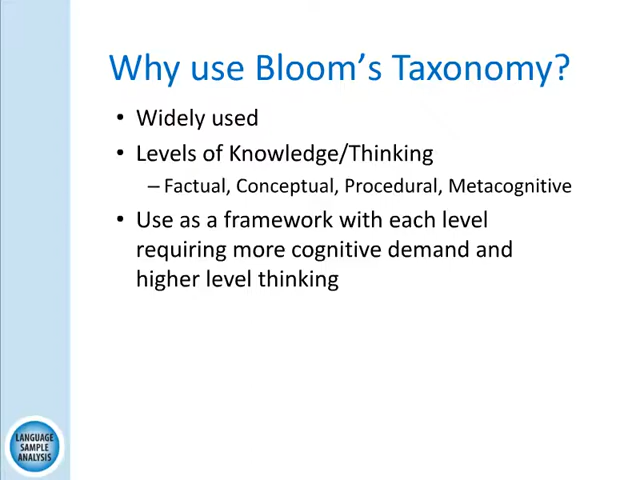 Why use Bloom's Taxonomy?
• Widely used
• Levels of Knowledge/Thinking
– Factual, Conceptual, Procedural, Metacognitive
• Use as a framework with each level
requiring more cognitive demand and
higher level thinking
LANGUAGE
SAMPLE
ANALYSIS